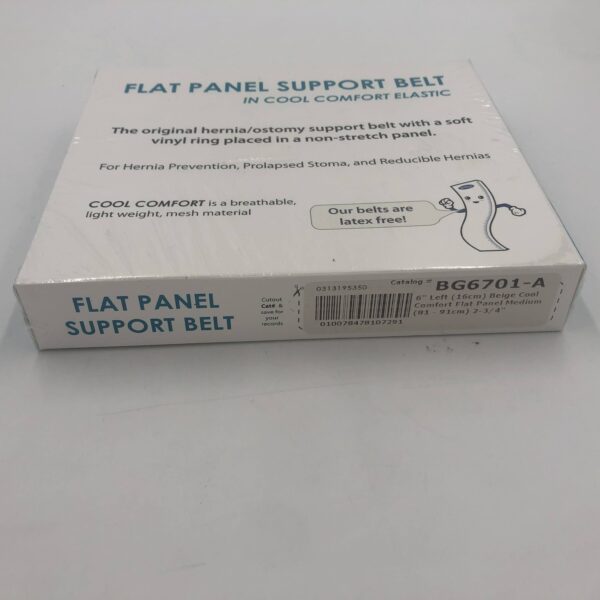 FLAT PANEL SUPPORT BELT
IN COOL COMFORT ELASTIC
The original hernia/ostomy support belt with a soft
vinyl ring placed in a non-stretch panel.
For Hernia Prevention, Prolapsed Stoma, and Reducible Hernias
COOL COMFORT is a breathable,
light weight, mesh material
Our belts are
latex free!
FLAT PANEL
SUPPORT BELT
Cutout
Cat# &
save for
your
records
0313195350
Catalog # BG6701-A
6" Left (16cm) Beige Cool
Comfort Flat Panel Medium
(81 - 91cm) 2-3/4"
010078478107291